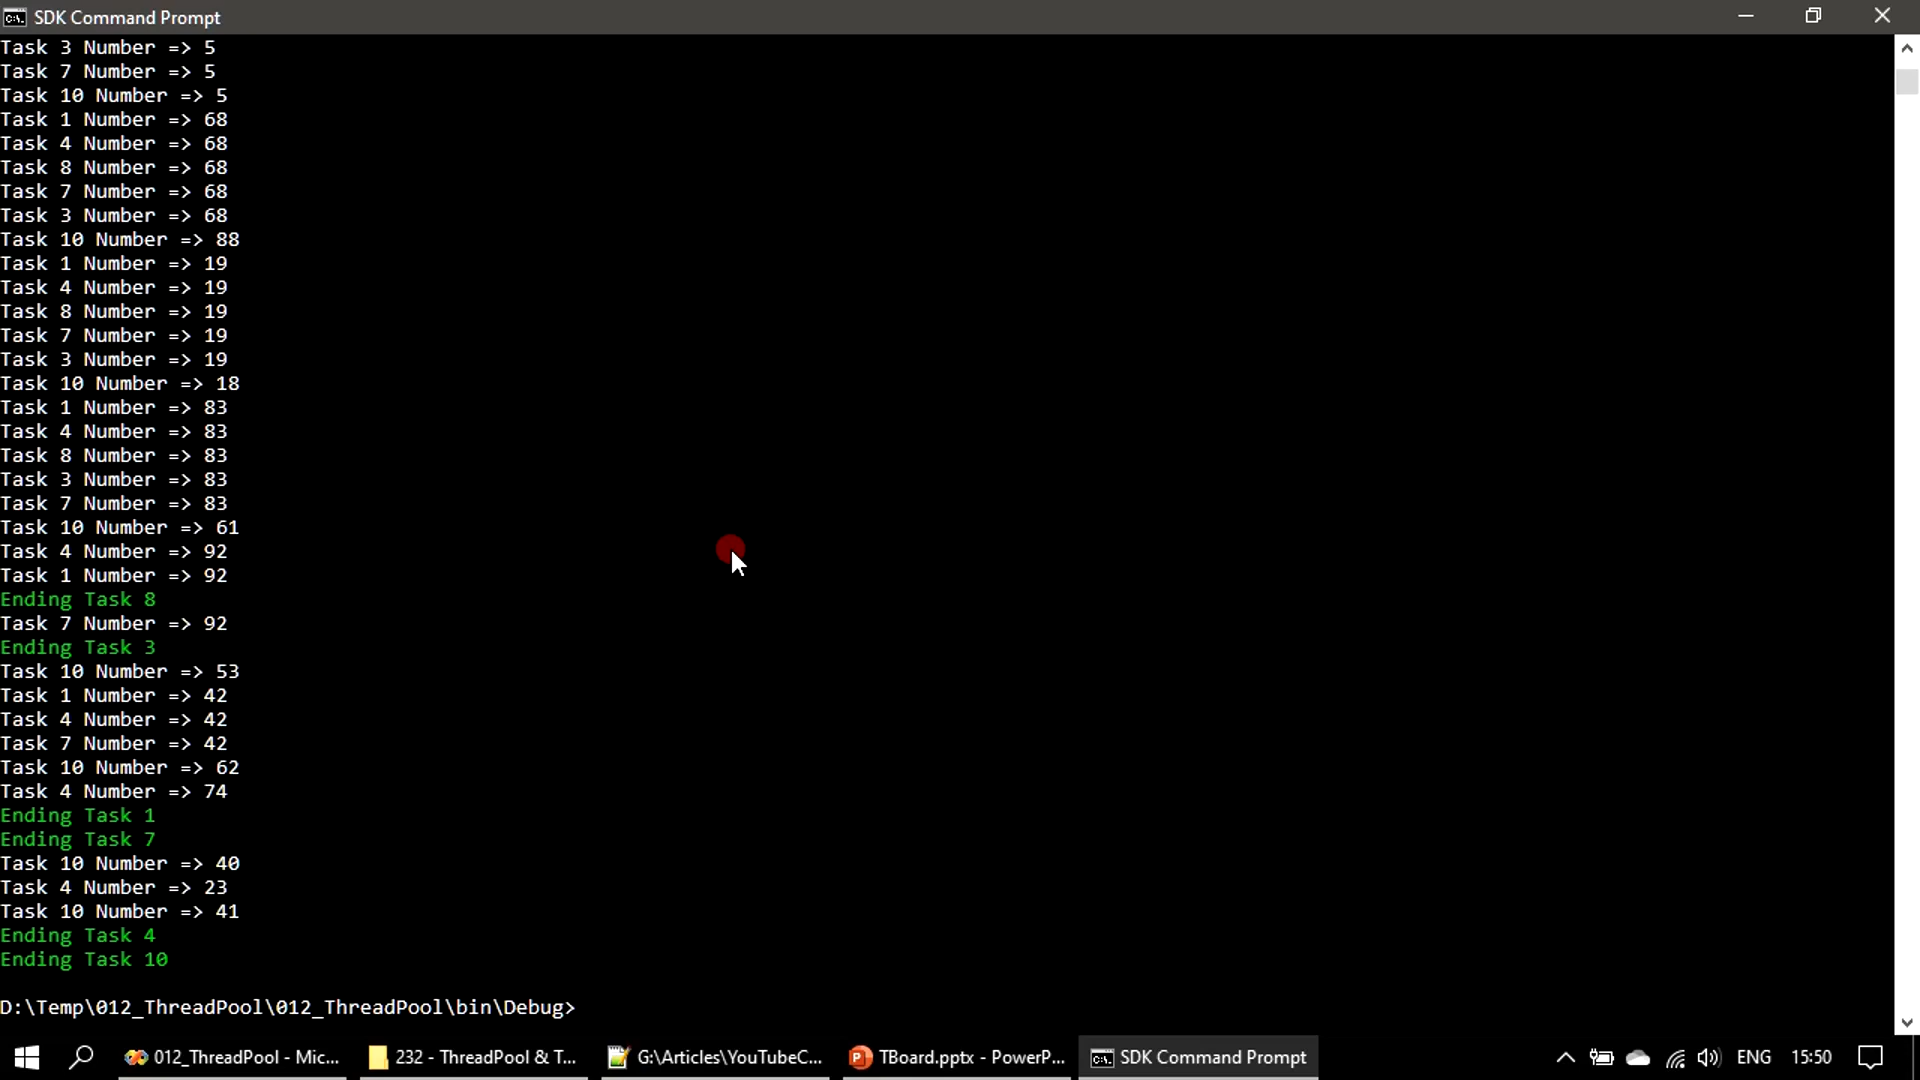 SDK Command Prompt
Task 3 Number => 5
Task 7 Number => 5
Task 10 Number => 5
Task 1 Number => 68
Task 4 Number => 68
Task 8 Number => 68
Task 7 Number => 68
Task 3 Number => 68
Task 10 Number => 88
Task 1 Number => 19
Task 4 Number => 19
Task 8 Number => 19
Task 7 Number => 19
Task 3 Number => 19
Task 10 Number => 18
Task 1 Number => 83
Task 4 Number => 83
Task 8 Number => 83
Task 3 Number => 83
Task 7 Number => 83
Task 10 Number => 61
Task 4 Number => 92
Task 1 Number => 92
Ending Task 8
Task 7 Number => 92
Ending Task 3
Task 10 Number => 53
Task 1 Number => 42
Task 4 Number => 42
Task 7 Number => 42
Task 10 Number => 62
Task 4 Number => 74
Ending Task 1
Ending Task 7
Task 10 Number => 40
Task 4 Number => 23
Task 10 Number => 41
Ending Task 4
Ending Task 10
D:\Temp\012_ThreadPool\012_ThreadPool\bin\Debug>
012_ThreadPool - Mic... 232 - ThreadPool & T... G:\Articles\YouTubeC... TBoard.pptx - PowerP... SDK Command Prompt ENG 15:50